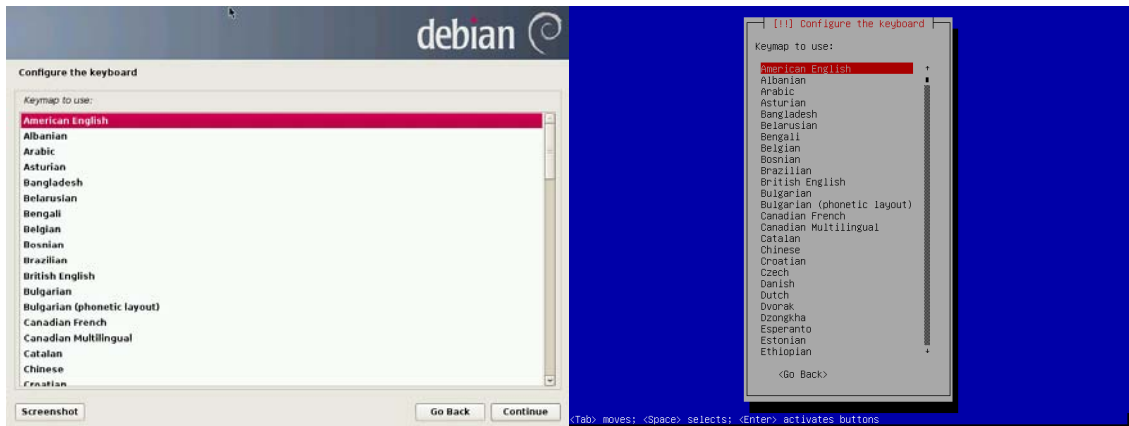 debian
Configure the keyboard
Keymap to use:
American English
Albanian
Arabic
Asturian
Bangladesh
Belarusian
Bengali
Belgian
Bosnian
Brazilian
British English
Bulgarian
Bulgarian (phonetic layout)
Canadian French
Canadian Multilingual
Catalan
Chinese
Croatian
Screenshot
Go Back
Continue
[!!] Configure the keyboard
Keymap to use:
American English
Albanian
Arabic
Asturian
Bangladesh
Belarusian
Bengali
Belgian
Bosnian
Brazilian
British English
Bulgarian
Bulgarian (phonetic layout)
Canadian French
Canadian Multilingual
Catalan
Chinese
Croatian
Czech
Danish
Dutch
Dvorak
Dzongkha
Esperanto
Estonian
Ethiopian
<Go Back>
<Tab> moves; <Space> selects; <Enter> activates buttons